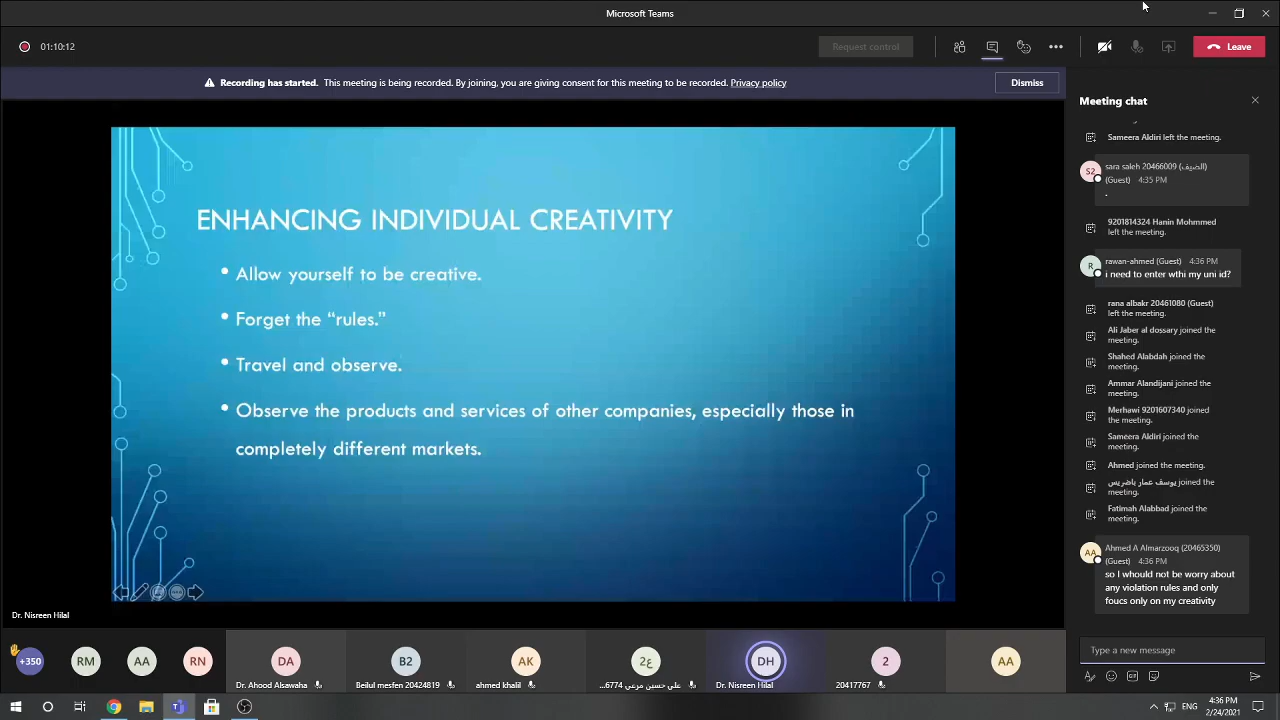 Microsoft Teams
01:10:12
Request control
Leave
Recording has started. This meeting is being recorded. By joining, you are giving consent for this meeting to be recorded. Privacy policy
Dismiss
ENHANCING INDIVIDUAL CREATIVITY
• Allow yourself to be creative.
• Forget the “rules.”
• Travel and observe.
• Observe the products and services of other companies, especially those in
completely different markets.
Dr. Nisreen Hilal
Meeting chat
Sameera Aldiri left the meeting.
S2
sara saleh 20466009 (الضيف)
(Guest) 4:35 PM
.
9201814324 Hanin Mohmmed
left the meeting.
R
rawan-ahmed (Guest) 4:36 PM
i need to enter wthi my uni id?
rana albakr 20461080 (Guest)
left the meeting.
Ali Jaber al dossary joined the
meeting.
Shahed Alabdah joined the
meeting.
Ammar Alandijani joined the
meeting.
Merhawi 9201607340 joined
the meeting.
Sameera Aldiri joined the
meeting.
Ahmed joined the meeting.
يوسف عمار باضريس joined the
meeting.
Fatimah Alabbad joined the
meeting.
AA
Ahmed A Almarzooq (20465350)
(Guest) 4:36 PM
so I whould not be worry about
any violation rules and only
foucs only on my creativity
Type a new message
+350
RM
AA
RN
DA
Dr. Ahood Alsawaha
B2
Beilul mesfen 20424819
AK
ahmed khalil
ع2
علي حسين مرعي 6774...
DH
Dr. Nisreen Hilal
2
20417767
AA
ENG
4:36 PM
2/24/2021